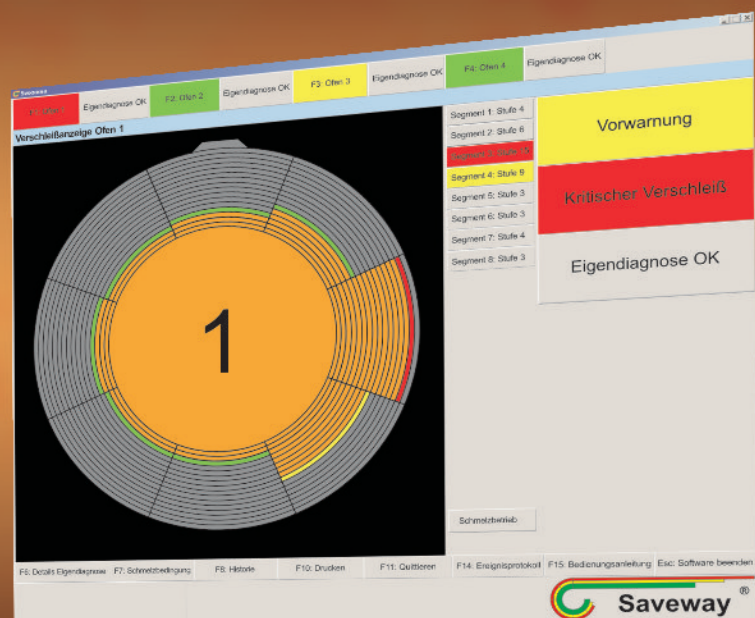 Saveway
Eigendiagnose OK
F2: Ofen 2
Eigendiagnose OK
F3: Ofen 3
Eigendiagnose OK
F4: Ofen 4
Eigendiagnose OK
Verschleißanzeige Ofen 1
1
Segment 1: Stufe 4
Segment 2: Stufe 6
Segment 4: Stufe 9
Segment 5: Stufe 3
Segment 6: Stufe 3
Segment 7: Stufe 4
Segment 8: Stufe 3
Vorwarnung
Kritischer Verschleiß
Eigendiagnose OK
Schmelzbetrieb
F6: Details Eigendiagnose
F7: Schmelzbedingung
F8: Historie
F10: Drucken
F11: Quittieren
F14: Ereignisprotokoll
F15: Bedienungsanleitung
Esc: Software beenden
Saveway ®